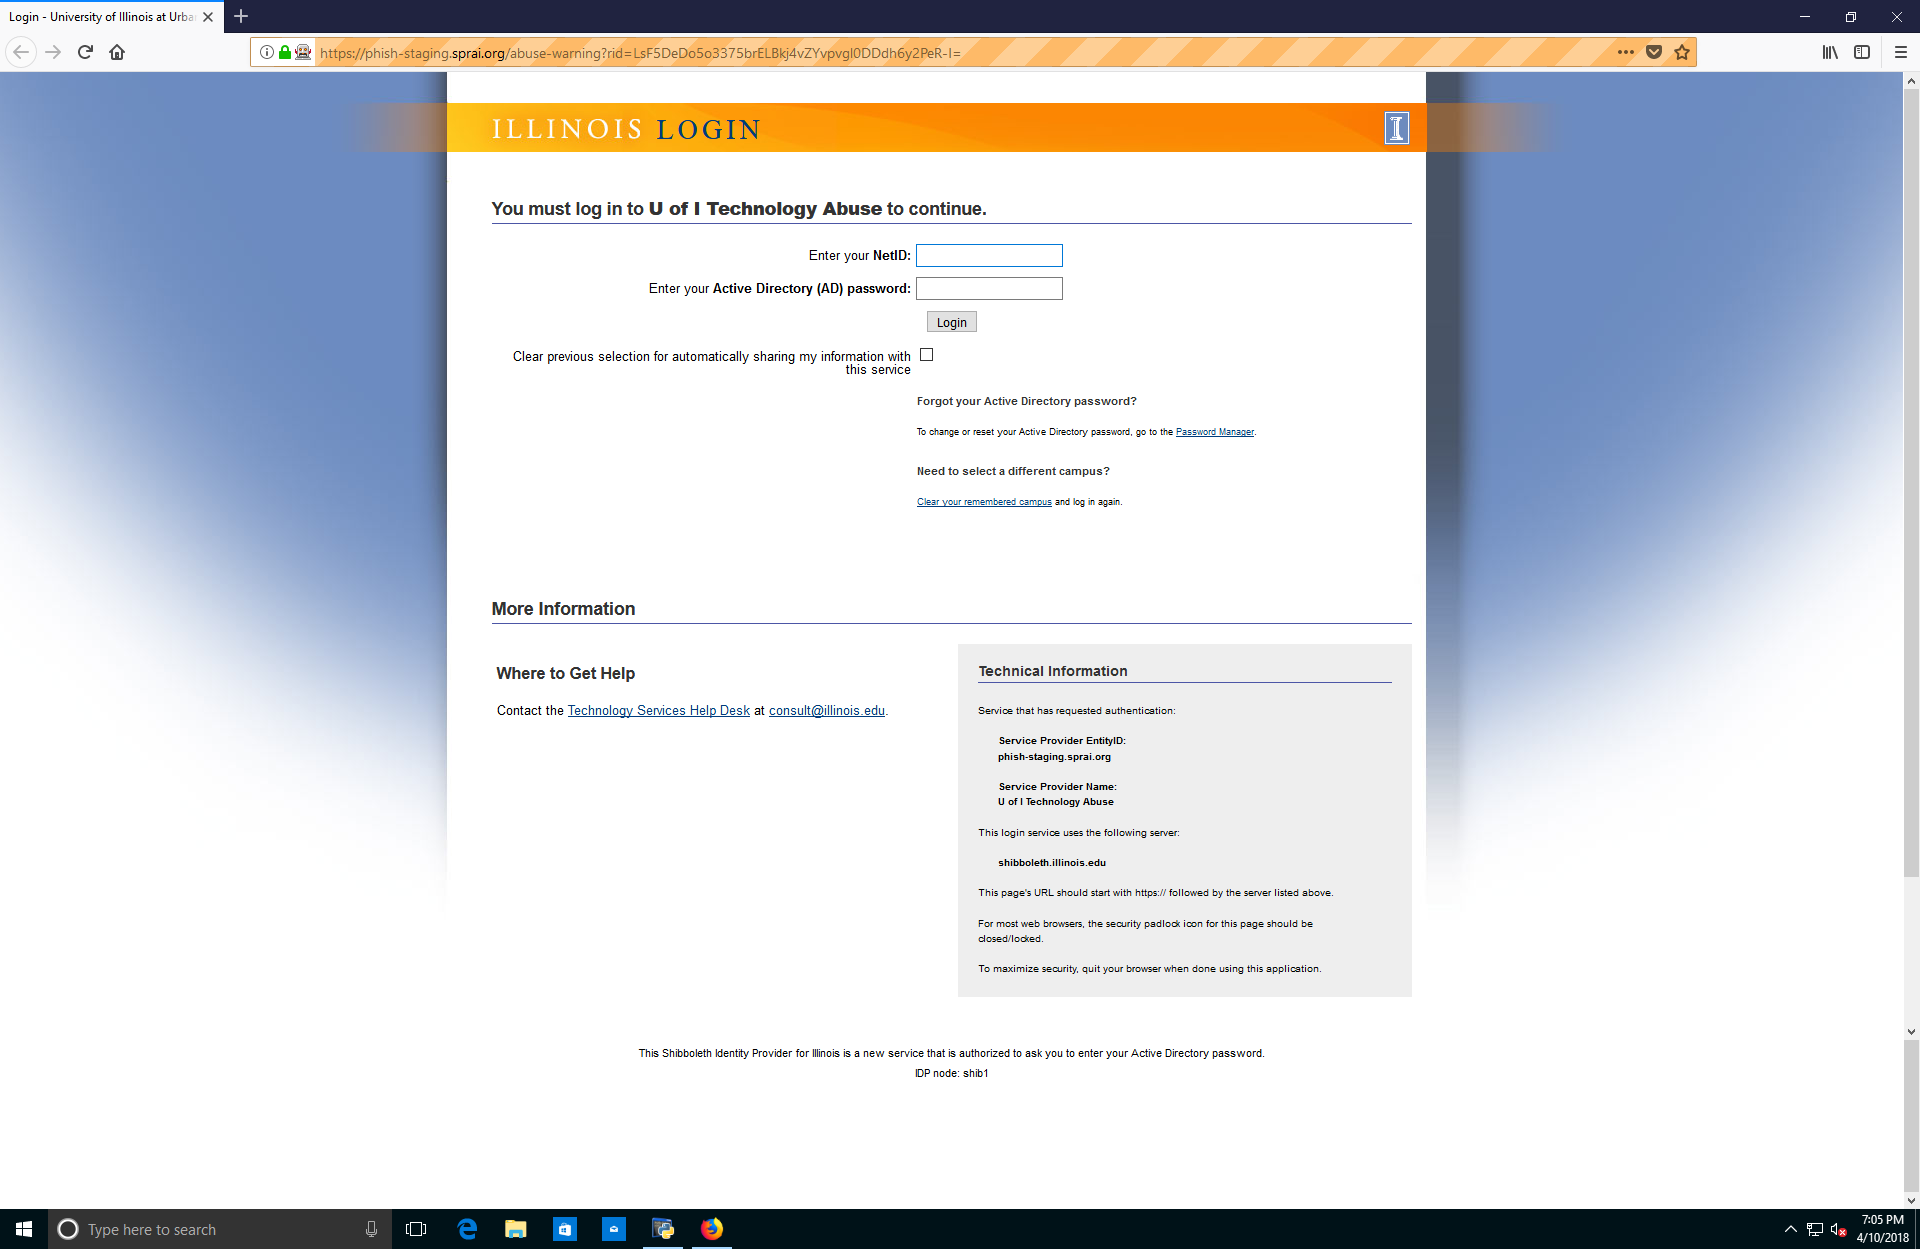 Login - University of Illinois at Urba
https://phish-staging.sprai.org/abuse-warning?rid=LsF5DeDo5o3375brELBkj4vZYvpvgl0DDdh6y2PeR-I=
ILLINOIS LOGIN
You must log in to U of I Technology Abuse to continue.
Enter your NetID:
Enter your Active Directory (AD) password:
Login
Clear previous selection for automatically sharing my information with
this service
Forgot your Active Directory password?
To change or reset your Active Directory password, go to the Password Manager.
Need to select a different campus?
Clear your remembered campus and log in again.
More Information
Where to Get Help
Contact the Technology Services Help Desk at consult@illinois.edu.
Technical Information
Service that has requested authentication:
Service Provider EntityID:
phish-staging.sprai.org
Service Provider Name:
U of I Technology Abuse
This login service uses the following server:
shibboleth.illinois.edu
This page's URL should start with https:// followed by the server listed above.
For most web browsers, the security padlock icon for this page should be
closed/locked.
To maximize security, quit your browser when done using this application.
This Shibboleth Identity Provider for Illinois is a new service that is authorized to ask you to enter your Active Directory password.
IDP node: shib1
Type here to search
7:05 PM
4/10/2018